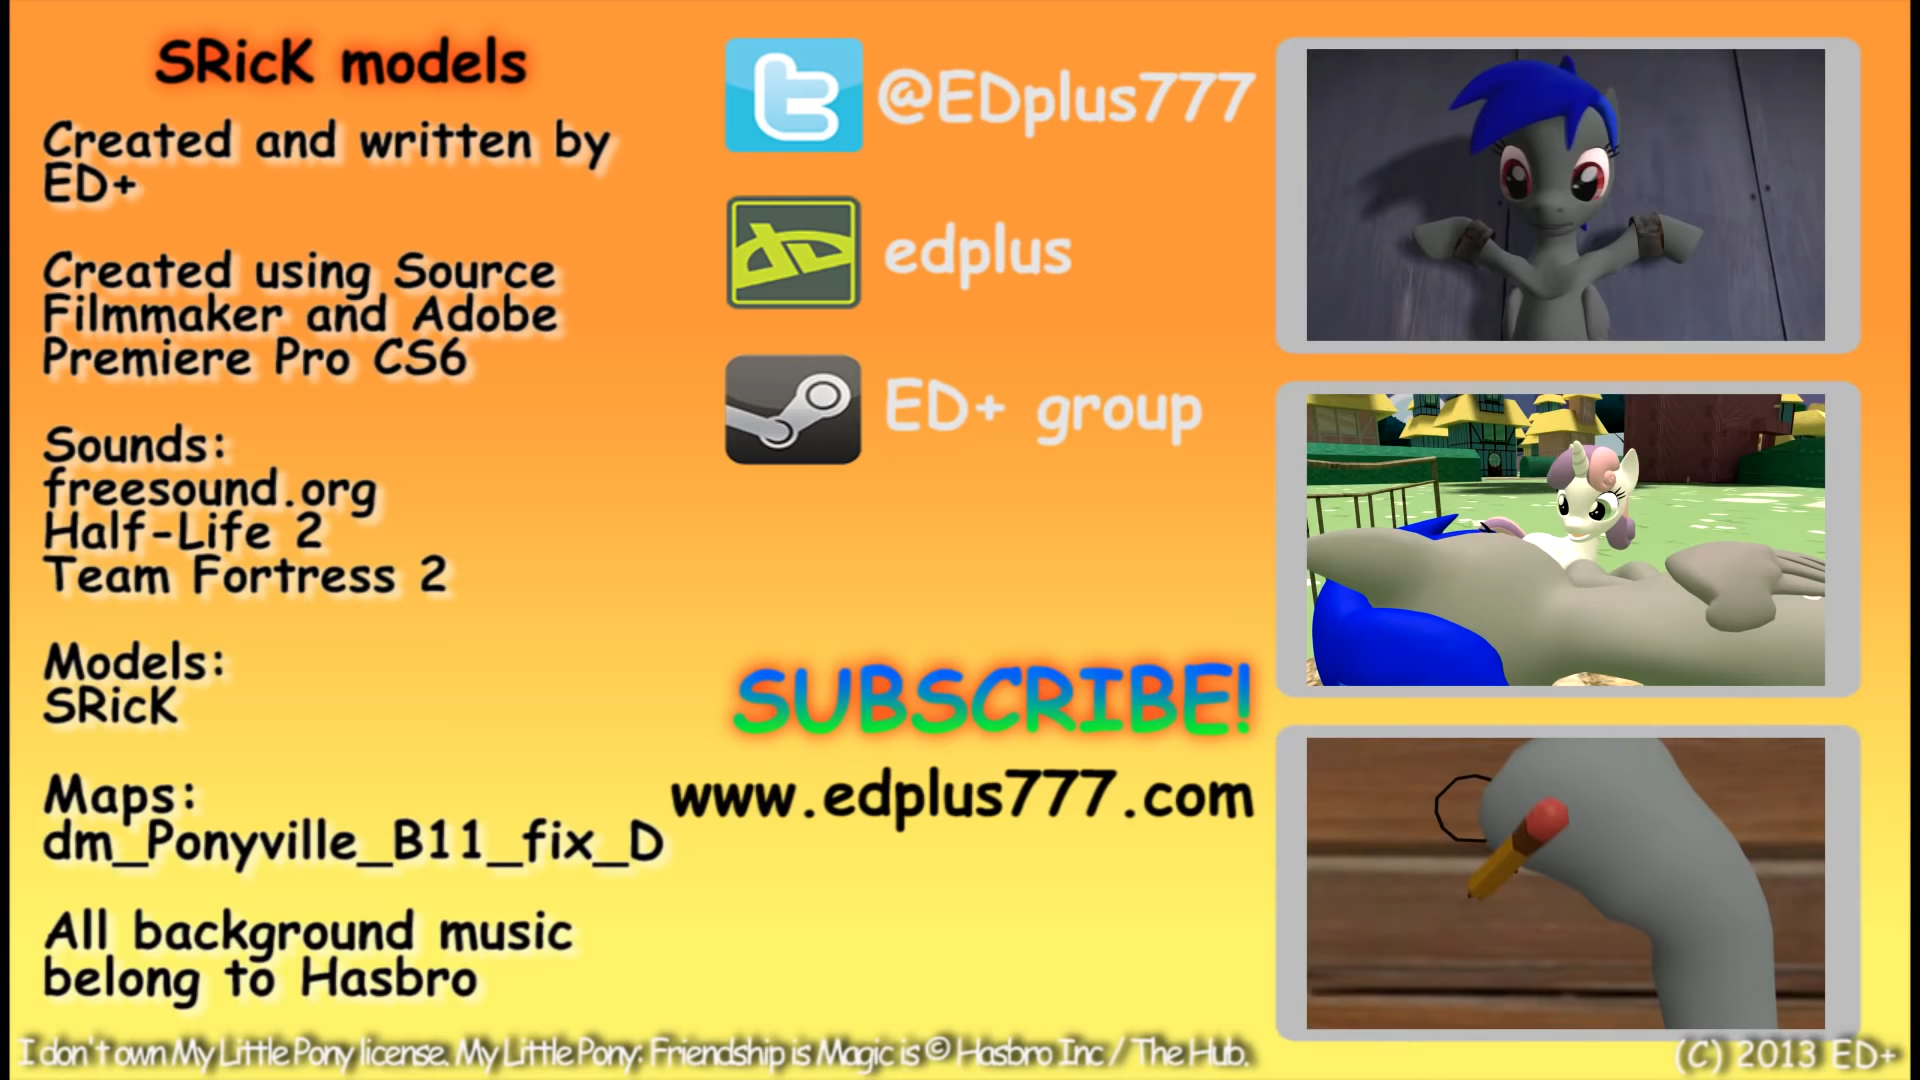 SRicK models
Created and written by
ED+
Created using Source
Filmmaker and Adobe
Premiere Pro CS6
Sounds:
freesound.org
Half-Life 2
Team Fortress 2
Models:
SRicK
Maps:
dm_Ponyville_B11_fix_D
All background music
belong to Hasbro
@EDplus777
edplus
ED+ group
SUBSCRIBE!
www.edplus777.com
I don't own My Little Pony license. My Little Pony: Friendship is Magic is © Hasbro Inc / The Hub.
(C) 2013 ED+